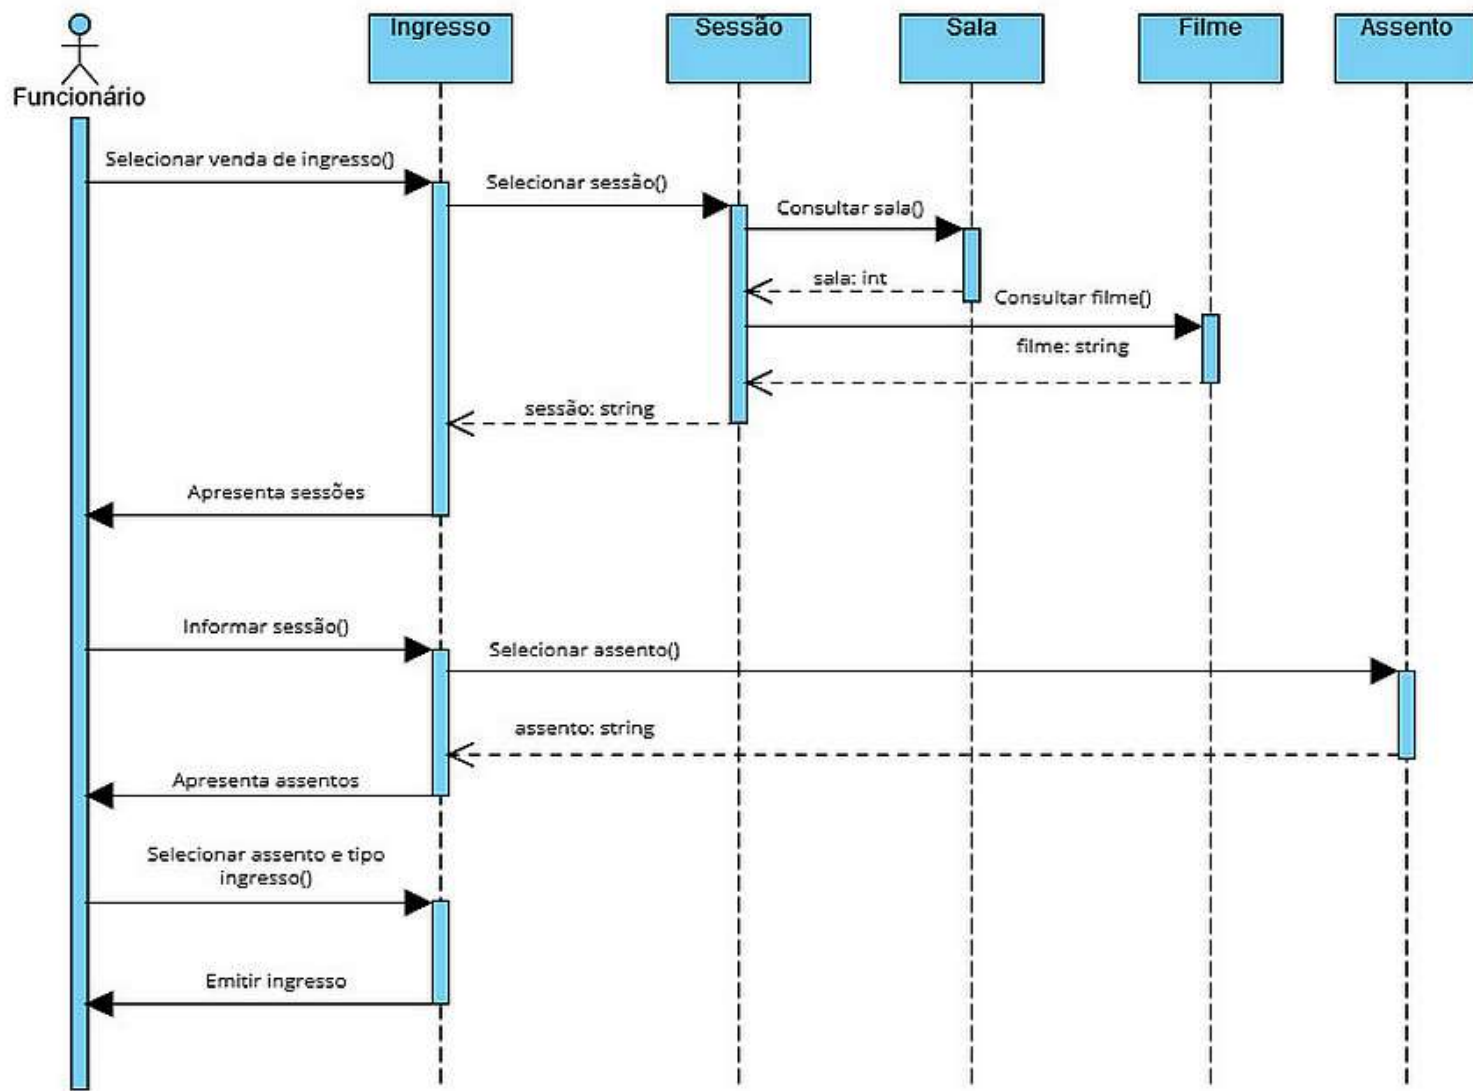 Funcionário
Ingresso
Sessão
Sala
Filme
Assento
Selecionar venda de ingresso()
Selecionar sessão()
Consultar sala()
sala: int
Consultar filme()
filme: string
sessão: string
Apresenta sessões
Informar sessão()
Selecionar assento()
assento: string
Apresenta assentos
Selecionar assento e tipo
ingresso()
Emitir ingresso